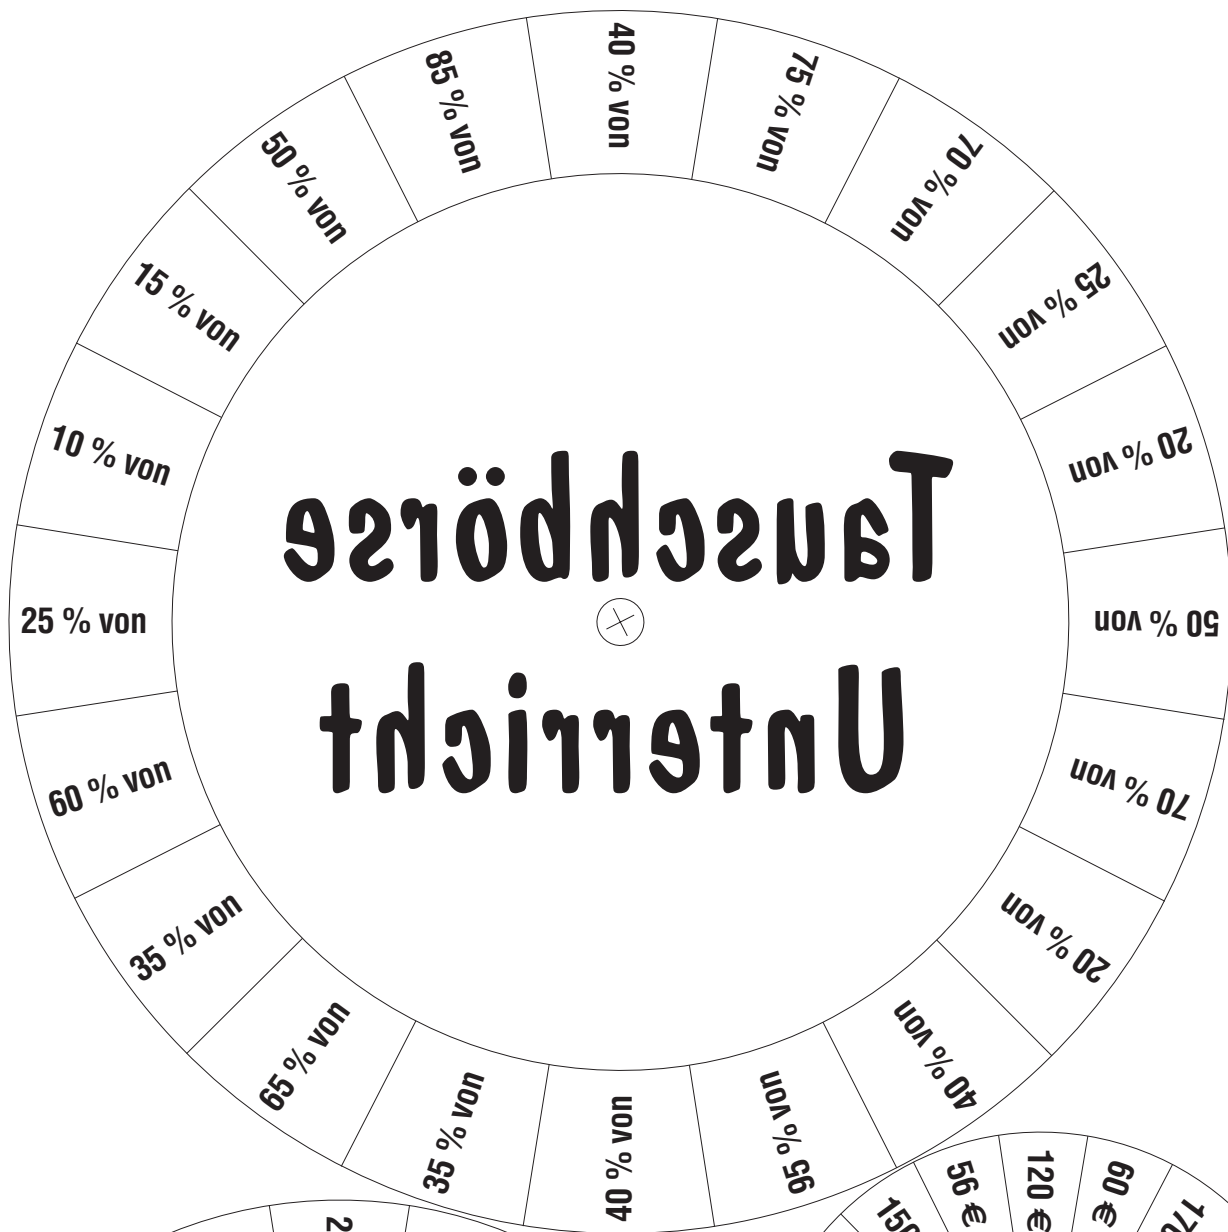 40 % von
75 % von
70 % von
25 % von
20 % von
50 % von
70 % von
20 % von
40 % von
95 % von
40 % von
35 % von
65 % von
35 % von
60 % von
25 % von
10 % von
15 % von
50 % von
85 % von
Tauschbörse
Unterricht
56 €
120 €
60 €